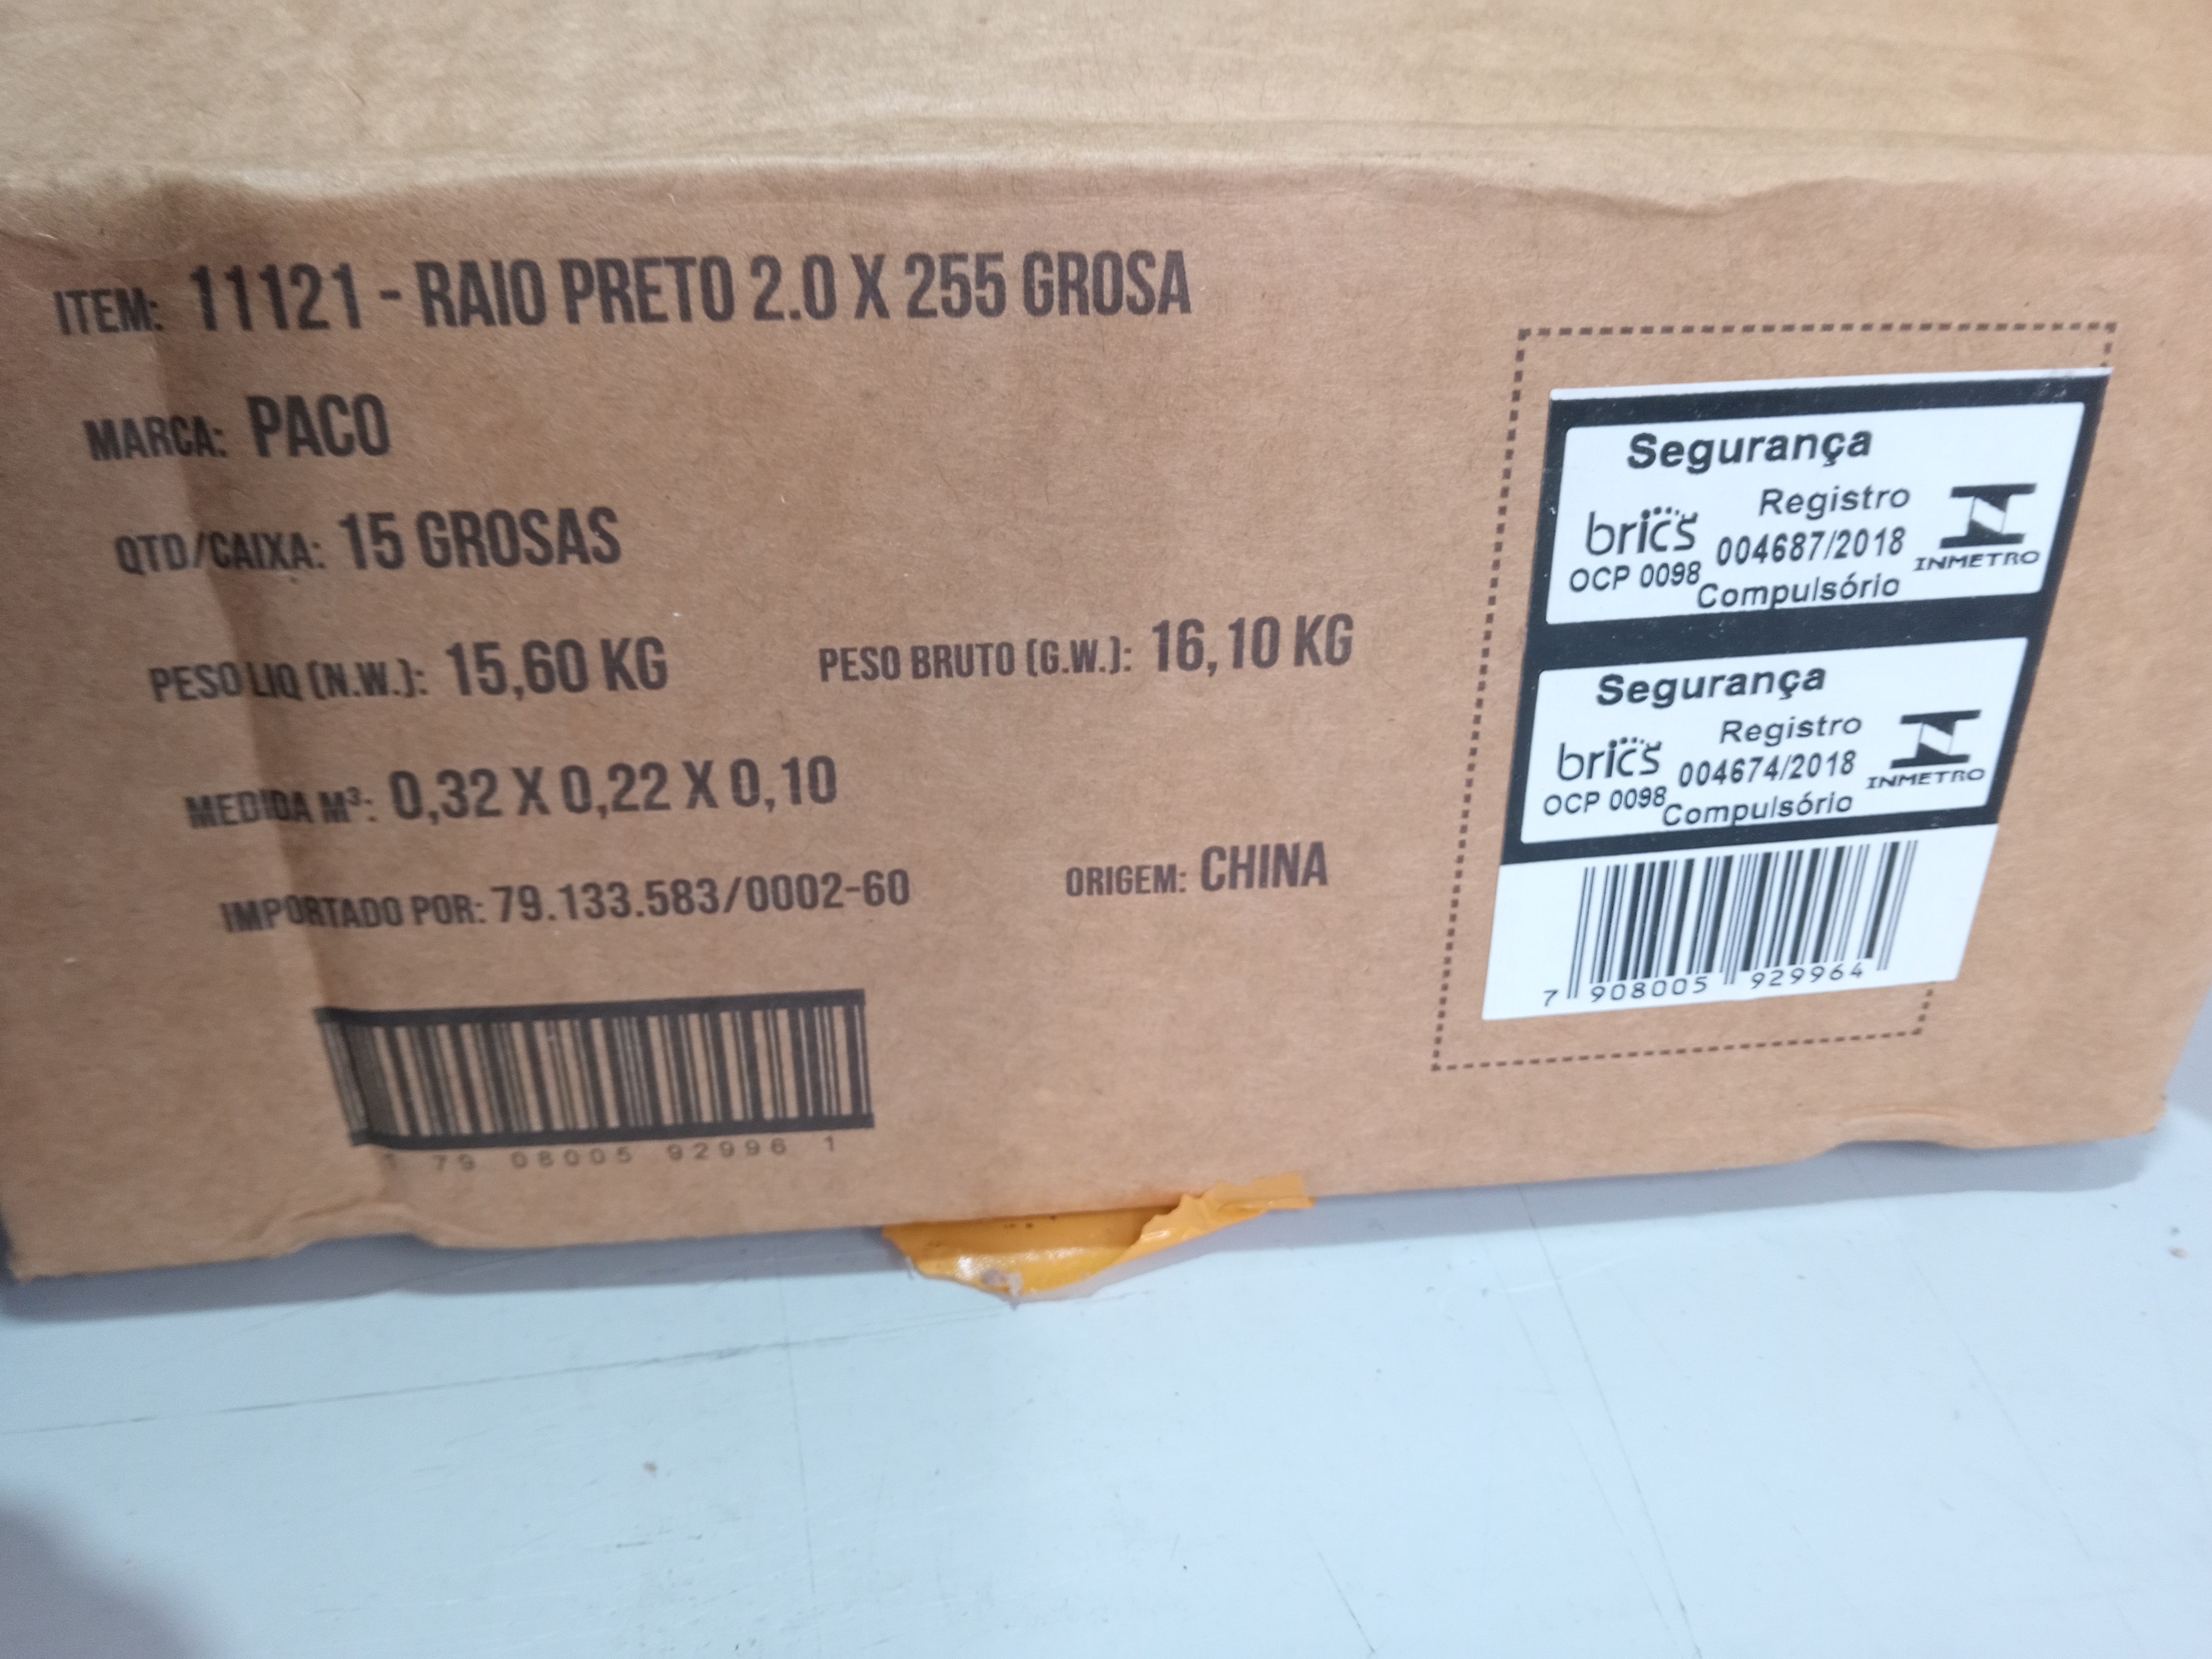 ITEM: 11121 - RAIO PRETO 2.0 X 255 GROSA
MARCA: PACO
QTD/CAIXA: 15 GROSAS
PESO LIQ (N.W.): 15,60 KG PESO BRUTO (G.W.): 16,10 KG
MEDIDA M³: 0,32 X 0,22 X 0,10
IMPORTADO POR: 79.133.583/0002-60 ORIGEM: CHINA
1 79 08005 92996 1
Segurança
Registro
brics 004687/2018
OCP 0098 INMETRO
Compulsório
Segurança
Registro
brics 004674/2018
OCP 0098 INMETRO
Compulsório
7 908005 929964